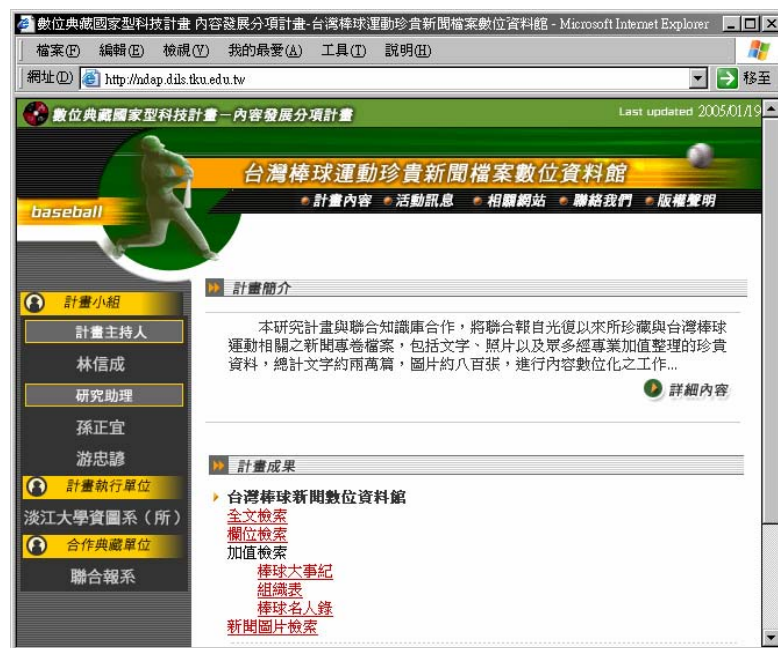 數位典藏國家型科技計畫 內容發展分項計畫-台灣棒球運動珍貴新聞檔案數位資料館 - Microsoft Internet Explorer
檔案(F) 編輯(E) 檢視(V) 我的最愛(A) 工具(T) 說明(H)
網址(D) http://ndap.dils.tku.edu.tw 移至
數位典藏國家型科技計畫－內容發展分項計畫 Last updated 2005/01/19
台灣棒球運動珍貴新聞檔案數位資料館
計畫內容 活動訊息 相關網站 聯絡我們 版權聲明
baseball
計畫小組
計畫主持人
林信成
研究助理
孫正宜
游忠諺
計畫執行單位
淡江大學資圖系（所）
合作典藏單位
聯合報系
計畫簡介
本研究計畫與聯合知識庫合作，將聯合報自光復以來所珍藏與台灣棒球
運動相關之新聞專卷檔案，包括文字、照片以及眾多經專業加值整理的珍貴
資料，總計文字約兩萬篇，圖片約八百張，進行內容數位化之工作...
詳細內容
計畫成果
台灣棒球新聞數位資料館
全文檢索
欄位檢索
加值檢索
棒球大事紀
組織表
棒球名人錄
新聞圖片檢索